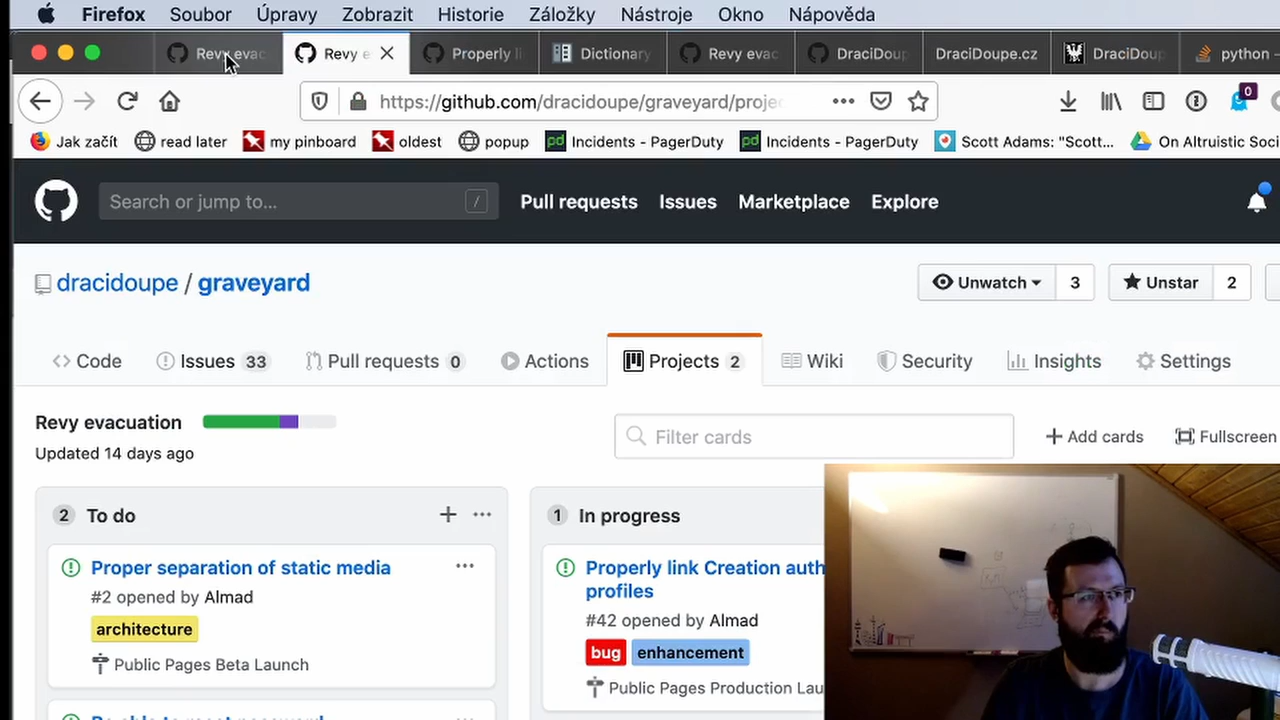 Firefox Soubor Úpravy Zobrazit Historie Záložky Nástroje Okno Nápověda
Revy evac Revy e Properly li Dictionary Revy evac DraciDoup DraciDoupe.cz DraciDoup python -
https://github.com/dracidoupe/graveyard/projec 0
Jak začít read later my pinboard oldest popup Incidents - PagerDuty Incidents - PagerDuty Scott Adams: "Scott... On Altruistic Soci
Search or jump to... / Pull requests Issues Marketplace Explore
dracidoupe / graveyard Unwatch 3 Unstar 2
Code Issues 33 Pull requests 0 Actions Projects 2 Wiki Security Insights Settings
Revy evacuation Filter cards + Add cards Fullscreen
Updated 14 days ago
2 To do + ... 1 In progress
Proper separation of static media ... Properly link Creation auth
profiles
#2 opened by Almad #42 opened by Almad
architecture bug enhancement
Public Pages Beta Launch Public Pages Production Lau